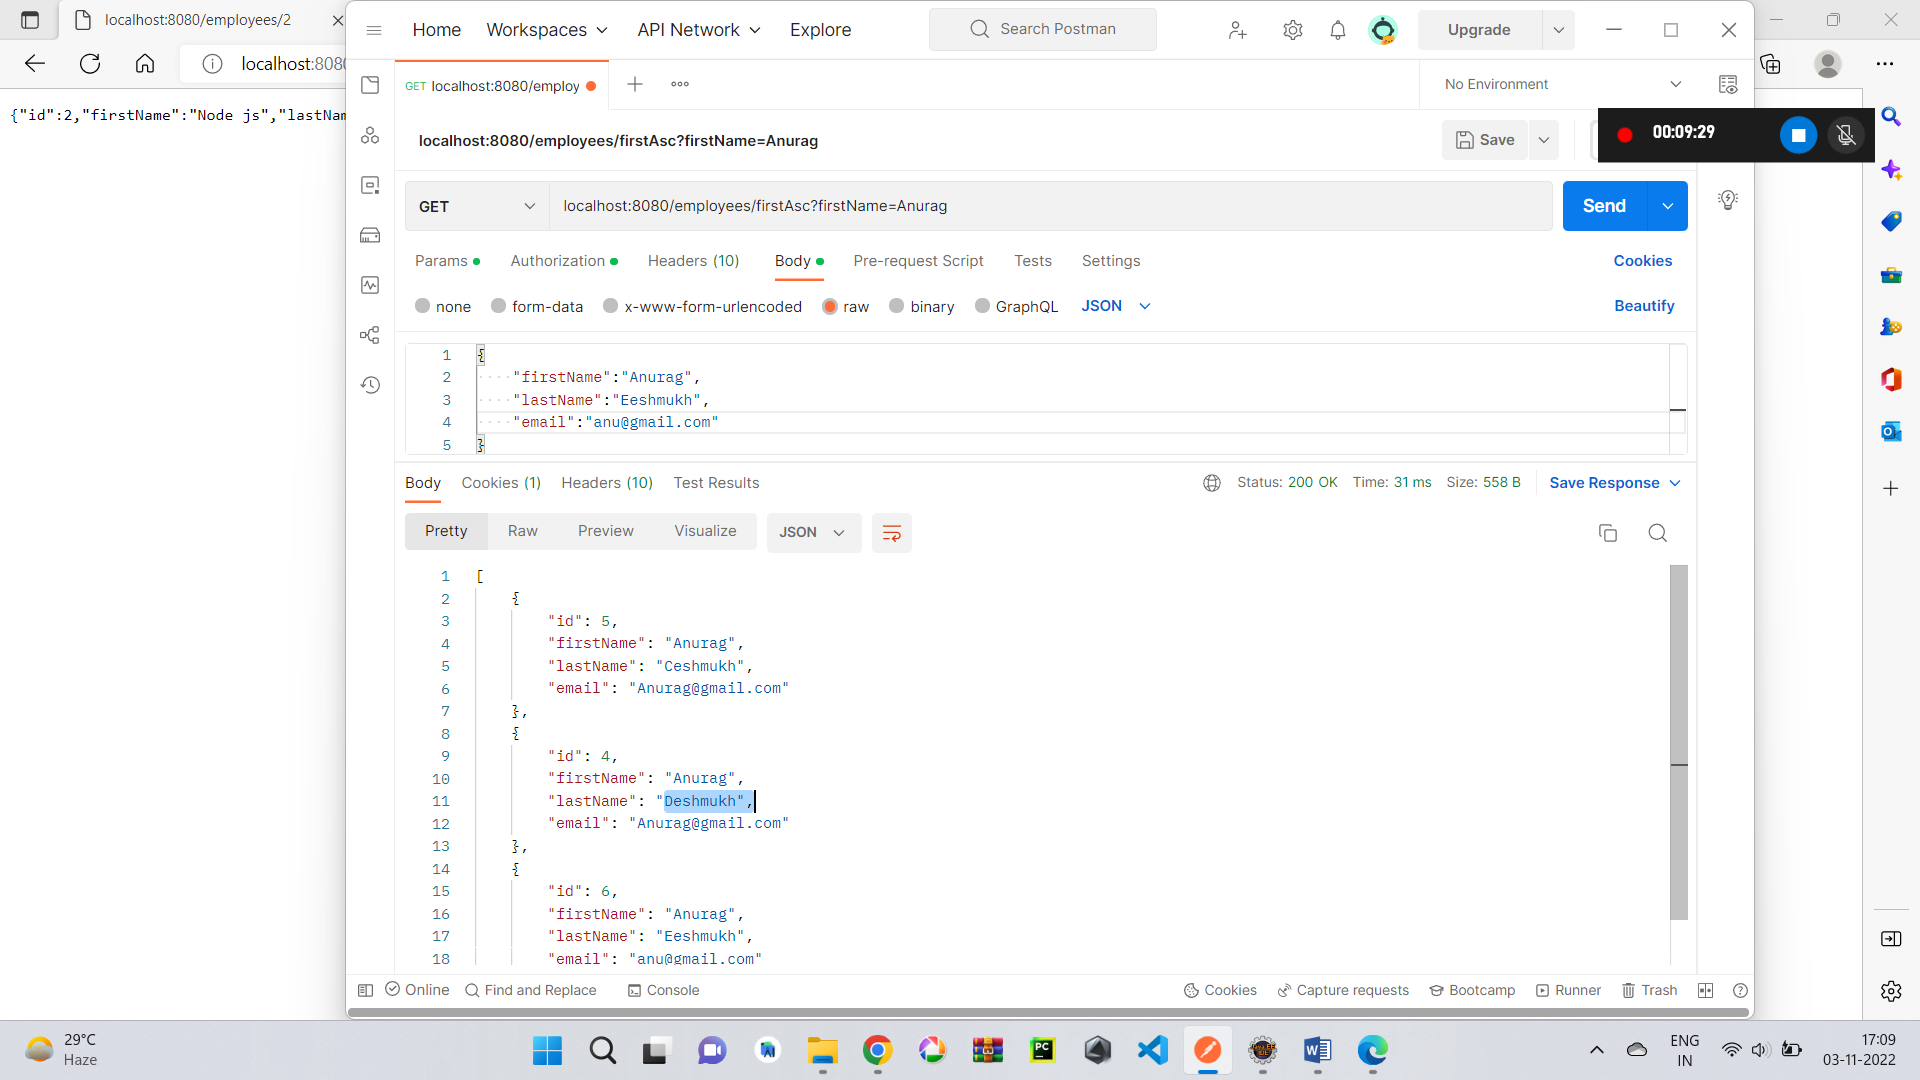 localhost:8080/employees/2
localhost:808
{"id":2,"firstName":"Node js","lastNam
Home Workspaces API Network Explore Search Postman Upgrade
GET localhost:8080/employ
No Environment
localhost:8080/employees/firstAsc?firstName=Anurag
Save
00:09:29
GET localhost:8080/employees/firstAsc?firstName=Anurag Send
Params Authorization Headers (10) Body Pre-request Script Tests Settings Cookies
none form-data x-www-form-urlencoded raw binary GraphQL JSON Beautify
1 {
2 "firstName":"Anurag",
3 "lastName":"Eeshmukh",
4 "email":"anu@gmail.com"
5 }
Body Cookies (1) Headers (10) Test Results Status: 200 OK Time: 31 ms Size: 558 B Save Response
Pretty Raw Preview Visualize JSON
1 [
2 {
3 "id": 5,
4 "firstName": "Anurag",
5 "lastName": "Ceshmukh",
6 "email": "Anurag@gmail.com"
7 },
8 {
9 "id": 4,
10 "firstName": "Anurag",
11 "lastName": "Deshmukh",
12 "email": "Anurag@gmail.com"
13 },
14 {
15 "id": 6,
16 "firstName": "Anurag",
17 "lastName": "Eeshmukh",
18 "email": "anu@gmail.com"
Online Find and Replace Console Cookies Capture requests Bootcamp Runner Trash
29°C
Haze
PC
ENG
IN
17:09
03-11-2022